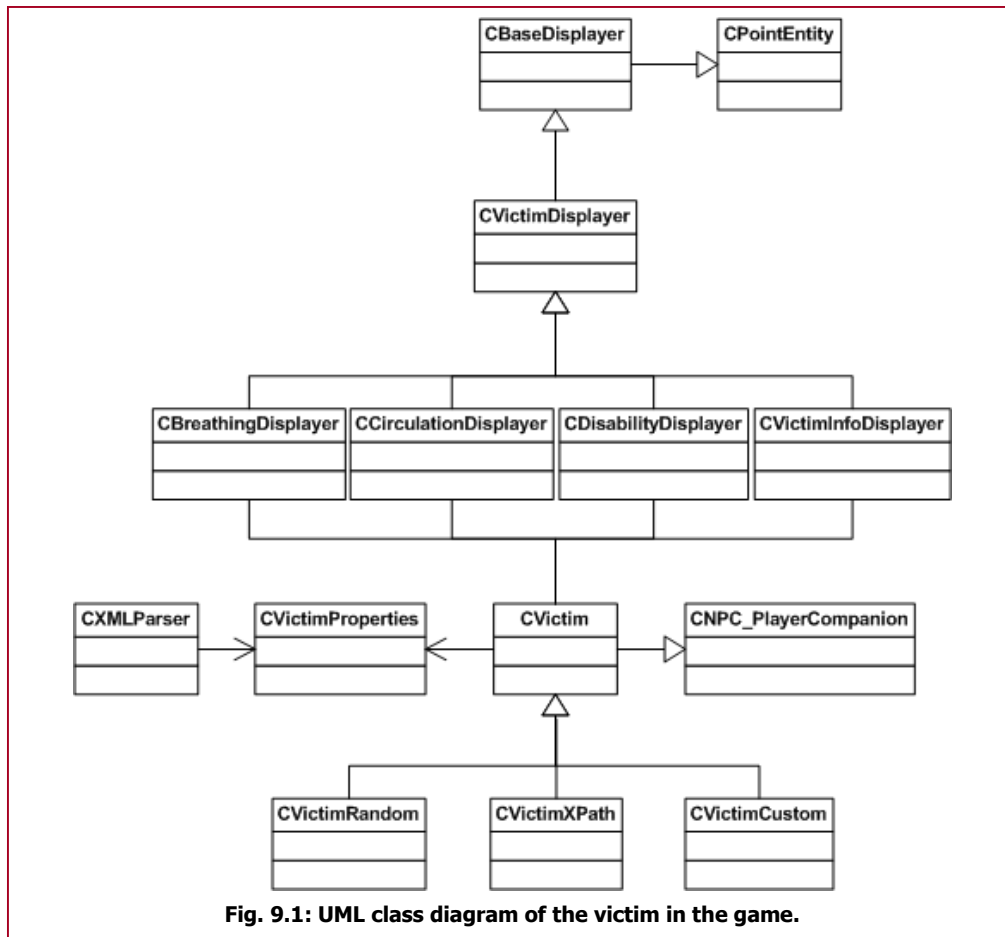 CBaseDisplayer
CPointEntity
CVictimDisplayer
CBreathingDisplayer
CCirculationDisplayer
CDisabilityDisplayer
CVictimInfoDisplayer
CXMLParser
CVictimProperties
CVictim
CNPC_PlayerCompanion
CVictimRandom
CVictimXPath
CVictimCustom
Fig. 9.1: UML class diagram of the victim in the game.